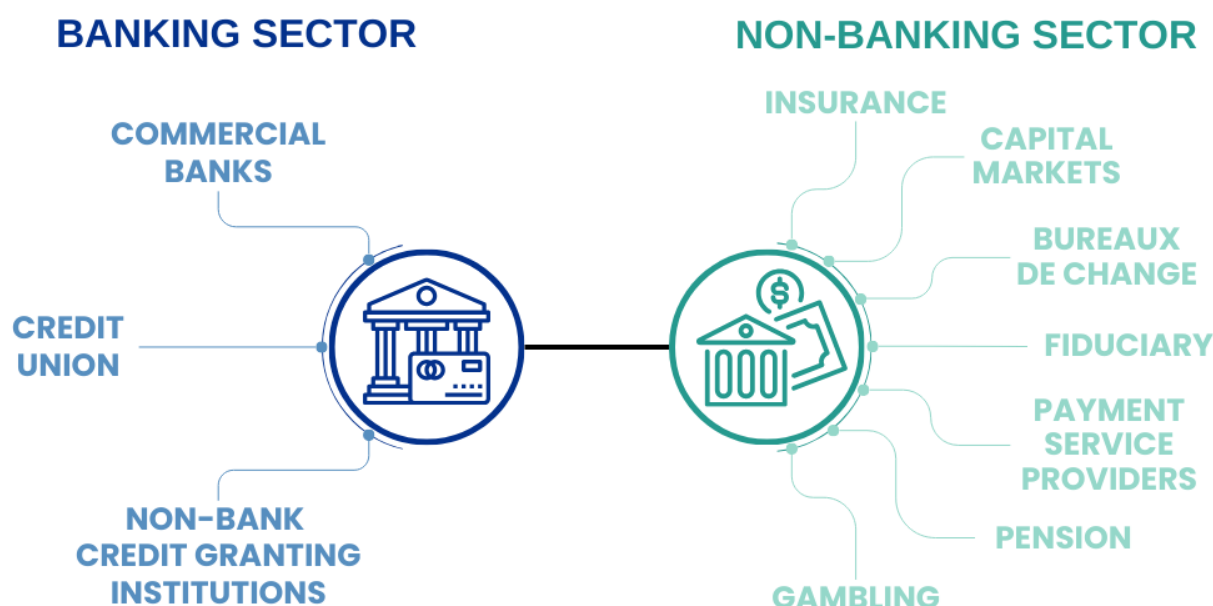 BANKING SECTOR
COMMERCIAL
BANKS
CREDIT
UNION
NON-BANK
CREDIT GRANTING
INSTITUTIONS
NON-BANKING SECTOR
INSURANCE
CAPITAL
MARKETS
BUREAUX
DE CHANGE
$
FIDUCIARY
PAYMENT
SERVICE
PROVIDERS
PENSION
GAMBLING